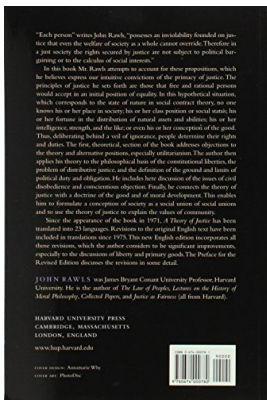 "Each person" writes John Rawls, "possesses an inviolability founded on jus-
tice that even the welfare of society as a whole cannot override. Therefore in
a just society the rights secured by justice are not subject to political bar-
gaining or to the calculus of social interests."
In this book Mr. Rawls attempts to account for these propositions, which
he believes express our intuitive convictions of the primacy of justice. The
principles of justice he sets forth are those that free and rational persons
would accept in an initial position of equality. In this hypothetical situation,
which corresponds to the state of nature in social contract theory, no one
knows his or her place in society; his or her class position or social status; his
or her fortune in the distribution of natural assets and abilities; his or her
intelligence, strength, and the like; or even his or her conception of the good.
Thus, deliberating behind a veil of ignorance, people determine their rights
and duties. The first, theoretical, section of the book addresses objections to
the theory and alternative positions, especially utilitarianism. The author then
applies his theory to the philosophical basis of the constitutional liberties, the
problem of distributive justice, and the definition of the ground and limits of
political duty and obligation. He includes here discussion of the issues of civil
disobedience and conscientious objection. Finally, he connects the theory of
justice with a doctrine of the good and of moral development. This enables
him to formulate a conception of society as a social union of social unions
and to use the theory of justice to explain the values of community.
Since the appearance of the book in 1971, A Theory of Justice has been
translated into 23 languages. Revisions to the original English text have been
included in translations since 1975. This new English edition incorporates all
those revisions, which the author considers to be significant improvements,
especially to the discussions of liberty and primary goods. The Preface for the
Revised Edition discusses the revisions in some detail.
JOHN RAWLS was James Bryant Conant University Professor, Harvard
University. He is the author of The Law of Peoples, Lectures on the History of
Moral Philosophy, Collected Papers, and Justice as Fairness (all from Harvard).
HARVARD UNIVERSITY PRESS
CAMBRIDGE, MASSACHUSETTS
LONDON, ENGLAND
www.hup.harvard.edu
COVER DESIGN: Annamarie Why
COVER ART: PhotoDisc